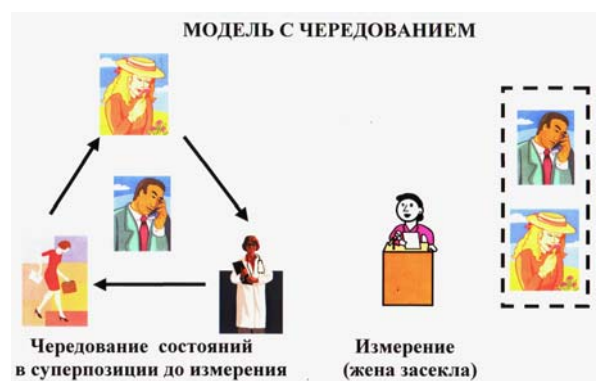 МОДЕЛЬ С ЧЕРЕДОВАНИЕМ
Чередование состояний
в суперпозиции до измерения
Измерение
(жена засекла)